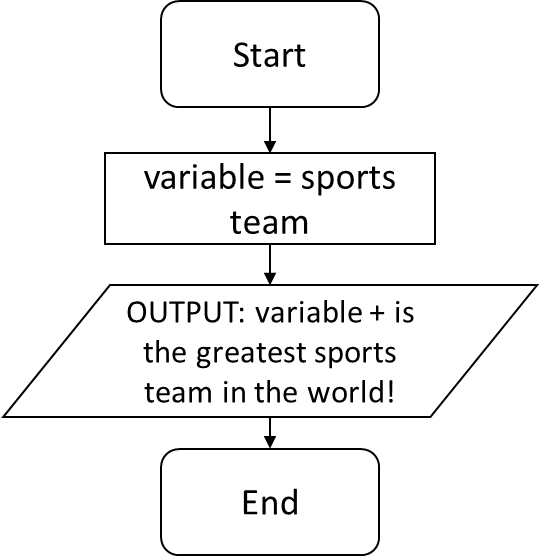 Start
variable = sports
team
OUTPUT: variable + is
the greatest sports
team in the world!
End